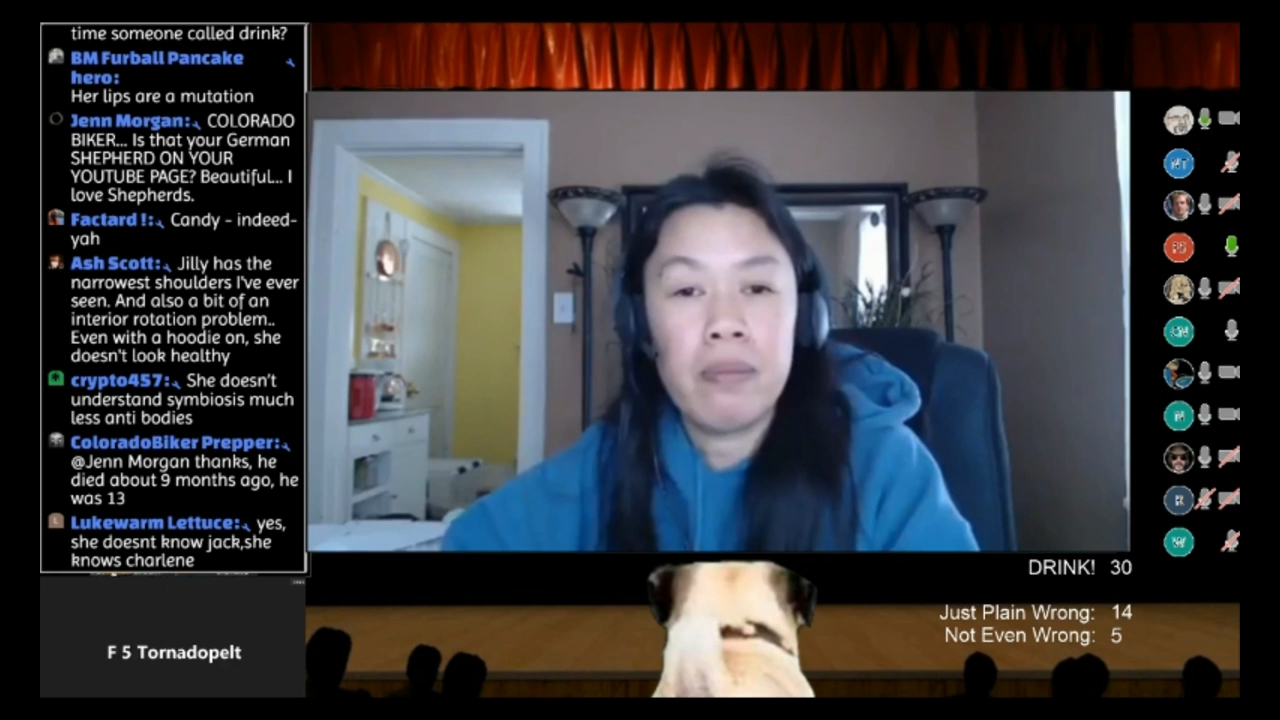 time someone called drink?
BM Furball Pancake
hero:
Her lips are a mutation
Jenn Morgan: COLORADO
BIKER... Is that your German
SHEPHERD ON YOUR
YOUTUBE PAGE? Beautiful... I
love Shepherds.
Factard !: Candy - indeed-
yah
Ash Scott: Jilly has the
narrowest shoulders I've ever
seen. And also a bit of an
interior rotation problem..
Even with a hoodie on, she
doesn't look healthy
crypto457: She doesn't
understand symbiosis much
less anti bodies
ColoradoBiker Prepper:
@Jenn Morgan thanks, he
died about 9 months ago, he
was 13
Lukewarm Lettuce: yes,
she doesnt know jack,she
knows charlene
F 5 Tornadopelt
DRINK! 30
Just Plain Wrong: 14
Not Even Wrong: 5